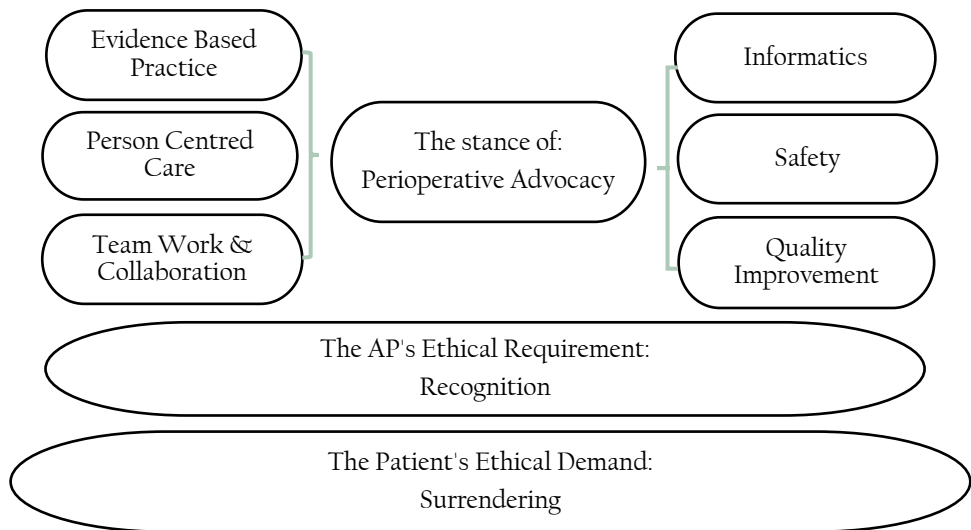 Evidence Based
Practice
Person Centred
Care
Team Work &
Collaboration
The stance of:
Perioperative Advocacy
Informatics
Safety
Quality
Improvement
The AP's Ethical Requirement:
Recognition
The Patient's Ethical Demand:
Surrendering